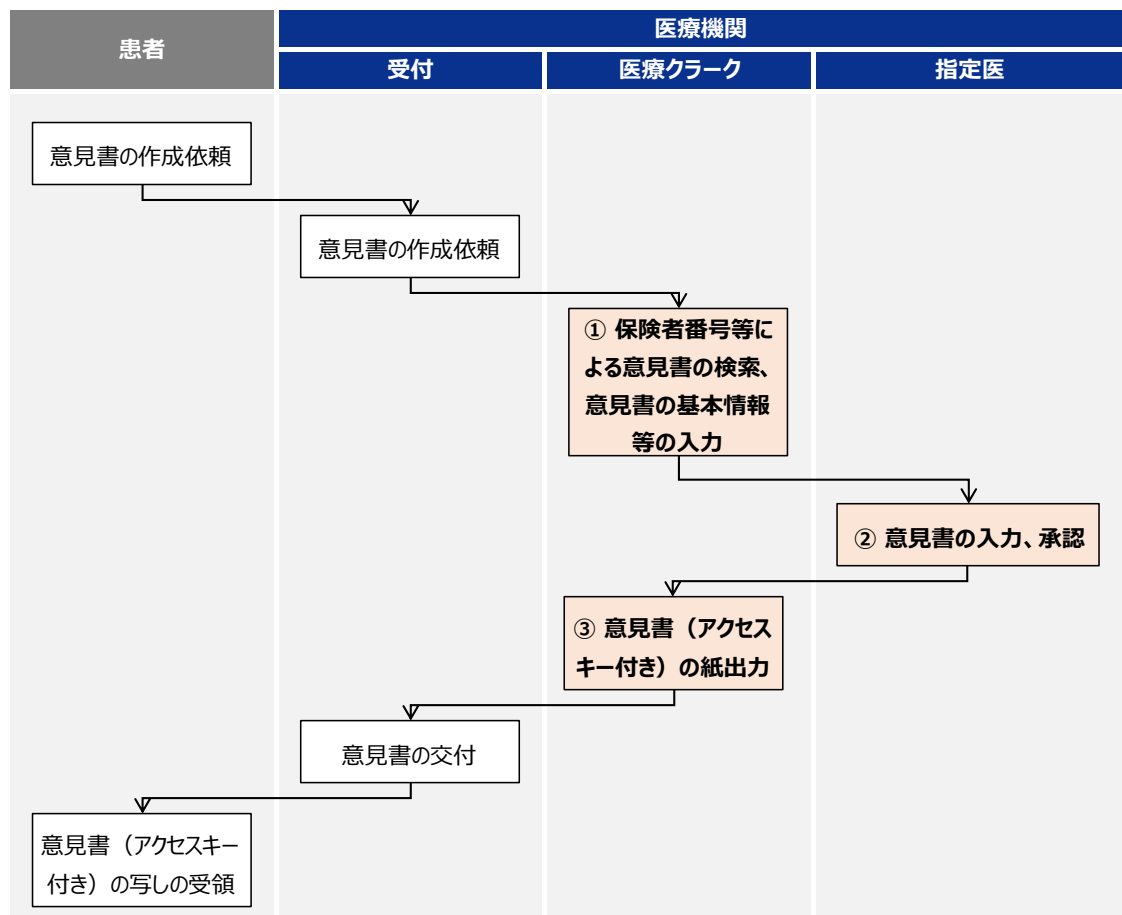 患者
医療機関
受付
医療クラーク
指定医
意見書の作成依頼
意見書の作成依頼
① 保険者番号等に
よる意見書の検索、
意見書の基本情報
等の入力
② 意見書の入力、承認
③ 意見書（アクセス
キー付き）の紙出力
意見書の交付
意見書（アクセスキー
付き）の写しの受領